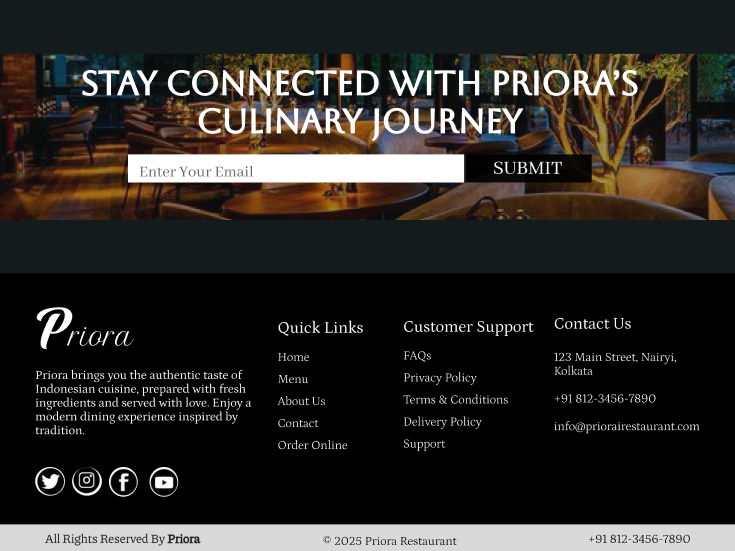 STAY CONNECTED WITH PRIORA'S
CULINARY JOURNEY
Enter Your Email
SUBMIT
Priora
Priora brings you the authentic taste of
Indonesian cuisine, prepared with fresh
ingredients and served with love. Enjoy a
modern dining experience inspired by
tradition.
Quick Links
Home
Menu
About Us
Contact
Order Online
Customer Support
FAQs
Privacy Policy
Terms & Conditions
Delivery Policy
Support
Contact Us
123 Main Street, Nairyi,
Kolkata
+91 812-3456-7890
info@priorairestaurant.com
All Rights Reserved By Priora
© 2025 Priora Restaurant
+91 812-3456-7890